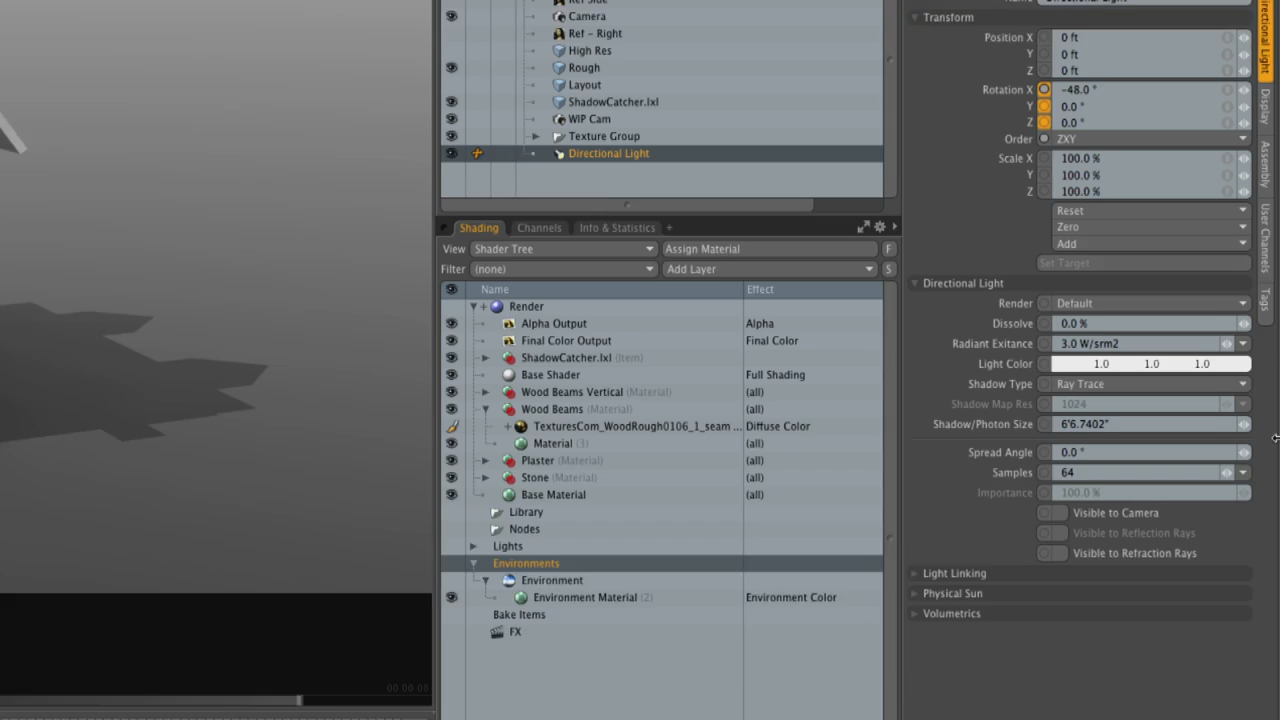 Ref Side
Camera
Ref - Right
High Res
Rough
Layout
ShadowCatcher.lxl
WIP Cam
Texture Group
Directional Light
Shading Channels Info & Statistics +
View Shader Tree Assign Material F
Filter (none) Add Layer S
Name Effect
Render
Alpha Output Alpha
Final Color Output Final Color
ShadowCatcher.lxl (Item)
Base Shader Full Shading
Wood Beams Vertical (Material) (all)
Wood Beams (Material) (all)
TexturesCom_WoodRough0106_1_seam ... Diffuse Color
Material (3) (all)
Plaster (Material) (all)
Stone (Material) (all)
Base Material (all)
Library
Nodes
Lights
Environments
Environment
Environment Material (2) Environment Color
Bake Items
FX
Name Directional Light
Transform
Position X 0 ft
Y 0 ft
Z 0 ft
Rotation X -48.0 °
Y 0.0 °
Z 0.0 °
Order ZXY
Scale X 100.0 %
Y 100.0 %
Z 100.0 %
Reset
Zero
Add
Set Target
Directional Light
Render Default
Dissolve 0.0 %
Radiant Exitance 3.0 W/srm2
Light Color 1.0 1.0 1.0
Shadow Type Ray Trace
Shadow Map Res 1024
Shadow/Photon Size 6'6.7402"
Spread Angle 0.0 °
Samples 64
Importance 100.0 %
Visible to Camera
Visible to Reflection Rays
Visible to Refraction Rays
Light Linking
Physical Sun
Volumetrics
Directional Light
Display
Assembly
User Channels
Tags